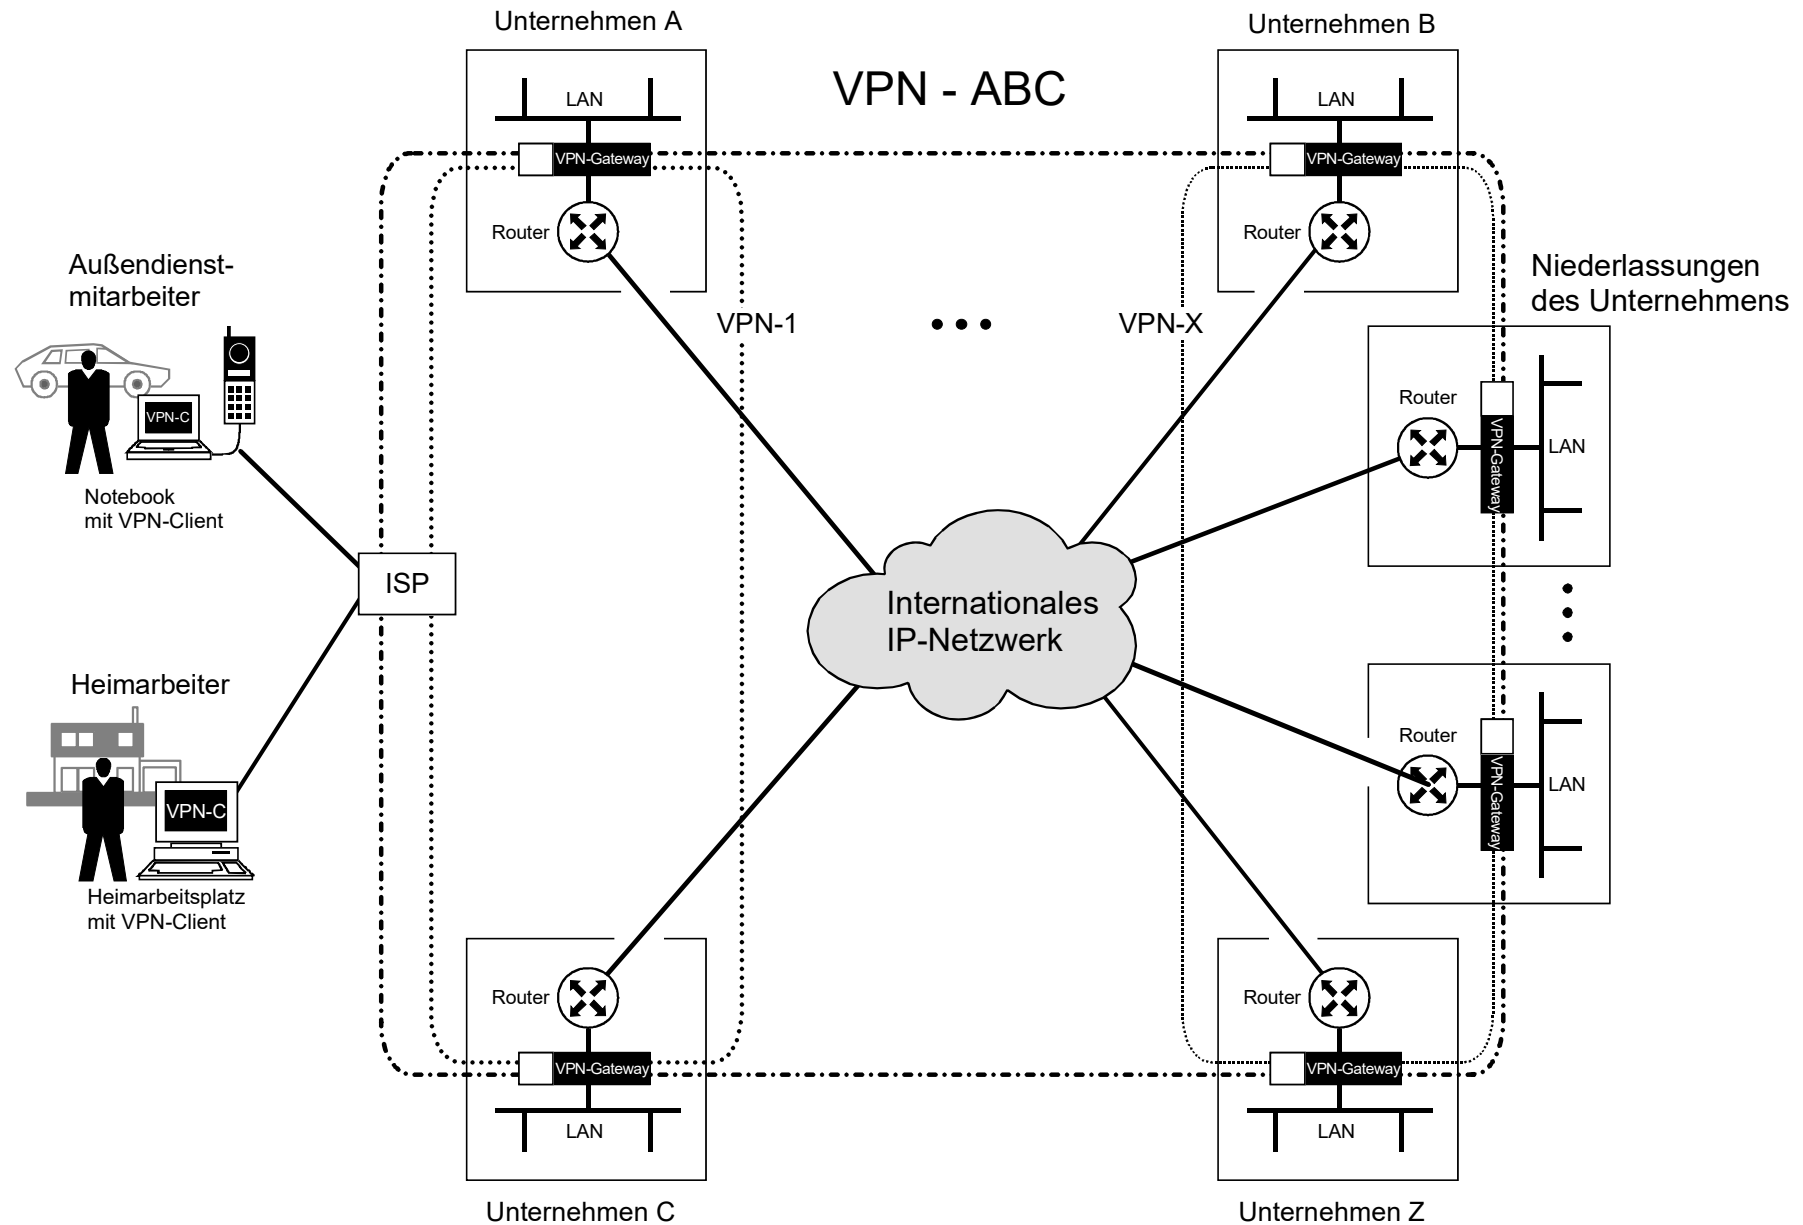 Unternehmen A
Unternehmen B
VPN - ABC
LAN
LAN
VPN-Gateway
VPN-Gateway
Router
Router
Außendienst-
mitarbeiter
Niederlassungen
des Unternehmens
VPN-1
VPN-X
Router
VPN-Gateway
LAN
VPN-C
Notebook
mit VPN-Client
ISP
Internationales
IP-Netzwerk
Heimarbeiter
Router
VPN-Gateway
LAN
VPN-C
Heimarbeitsplatz
mit VPN-Client
Router
Router
VPN-Gateway
VPN-Gateway
LAN
LAN
Unternehmen C
Unternehmen Z